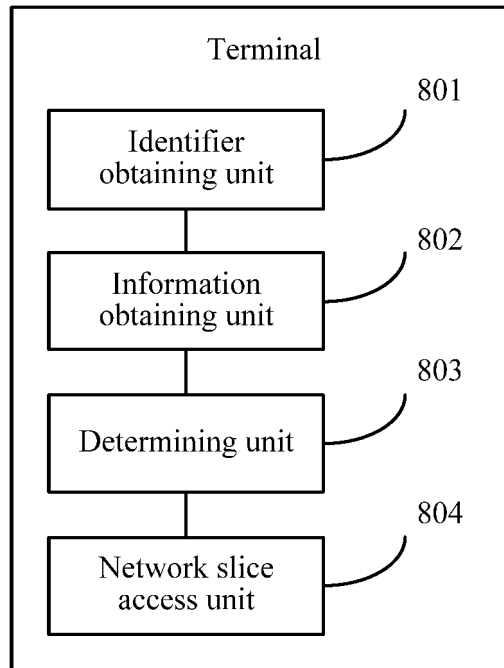 Terminal
801
Identifier
obtaining unit
802
Information
obtaining unit
803
Determining unit
804
Network slice
access unit